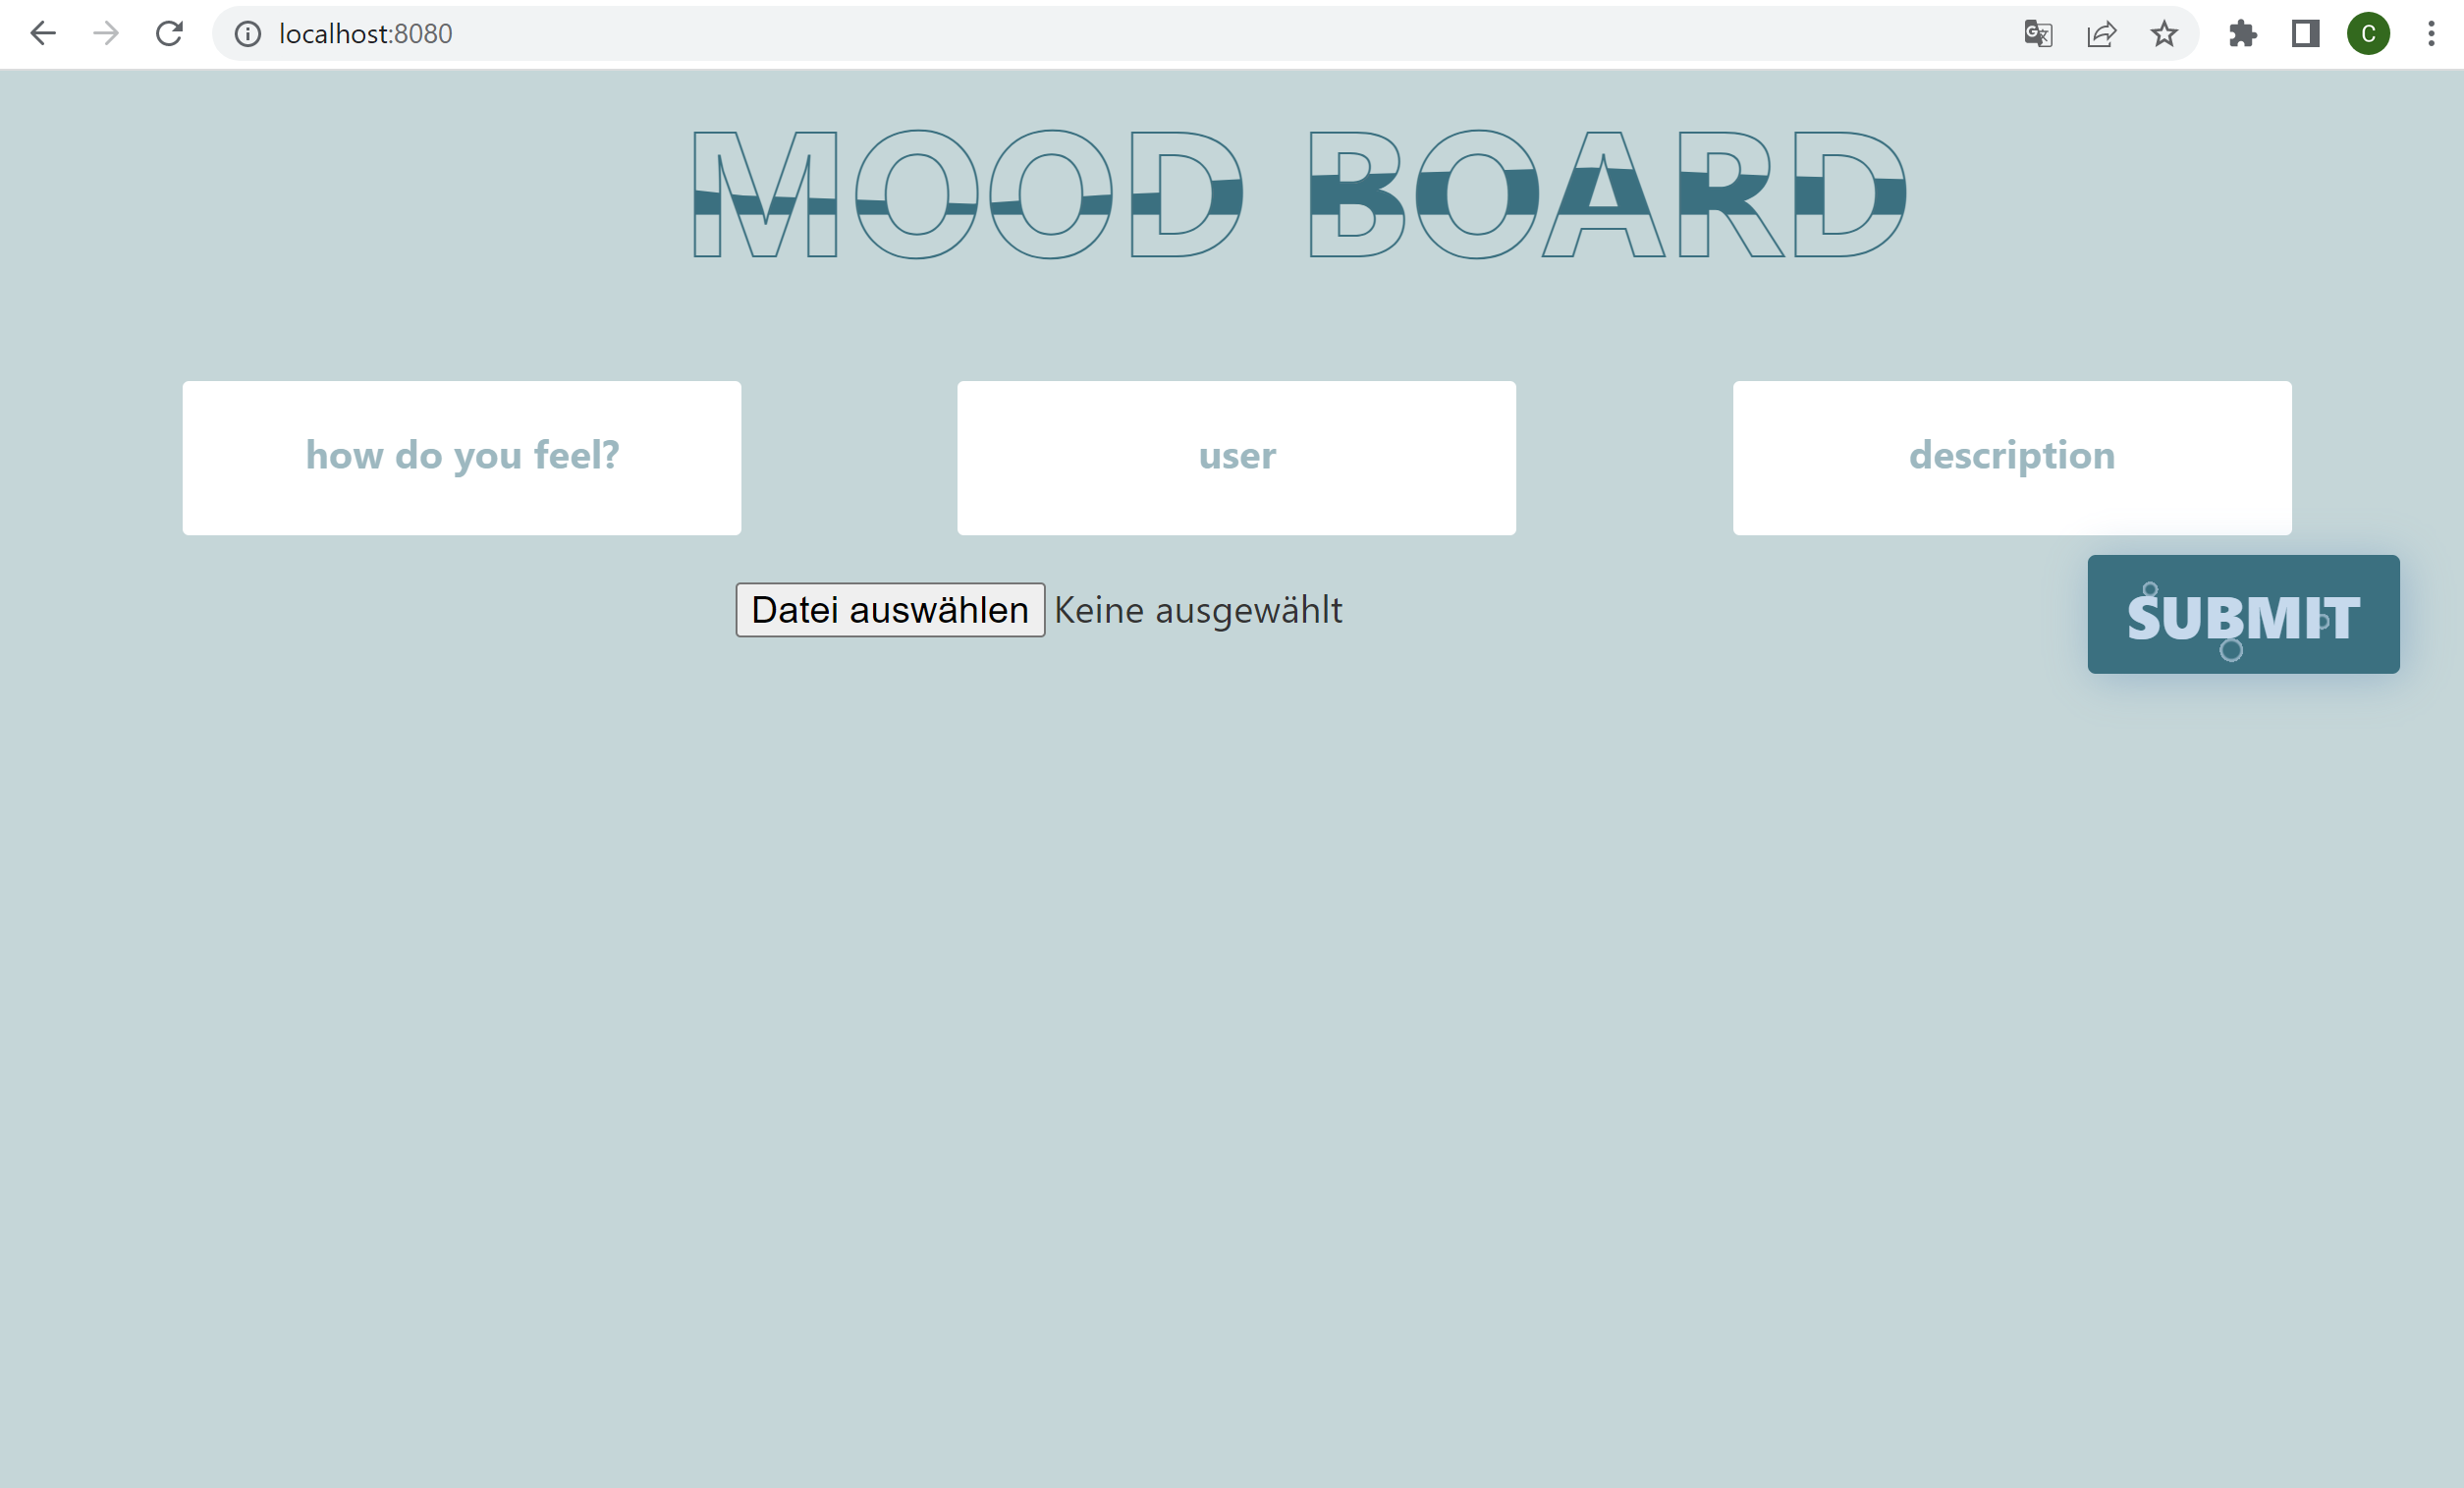 localhost:8080
C
MOOD BOARD
how do you feel?
user
description
Datei auswählen Keine ausgewählt
SUBMIT